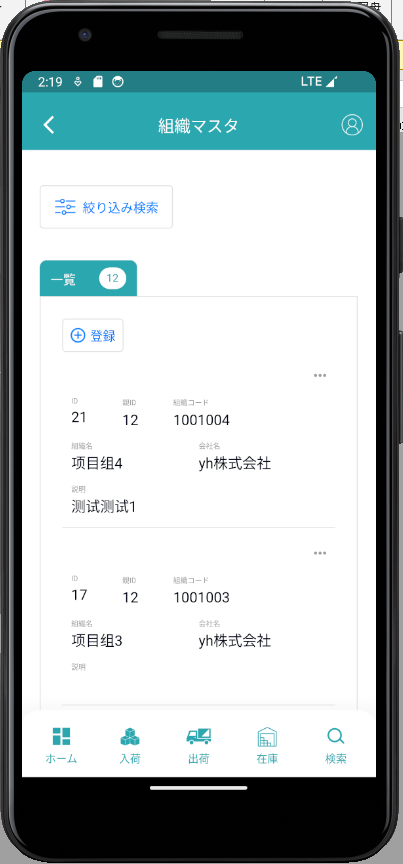 2:19 LTE
組織マスタ
絞り込み検索
一覧 12
登録
ID 親ID 組織コード
21 12 1001004
組織名 会社名
项目组4 yh株式会社
説明
测试测试1
ID 親ID 組織コード
17 12 1001003
組織名 会社名
项目组3 yh株式会社
説明
ホーム 入荷 出荷 在庫 検索